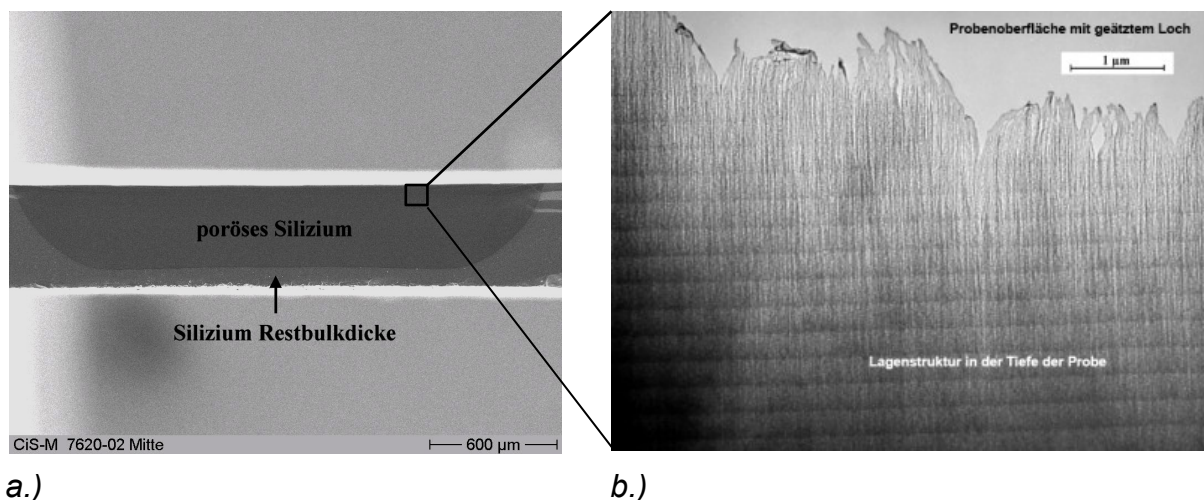 poröses Silizium
Silizium Restbulkdicke
CiS-M 7620-02 Mitte
600 µm
a.)
Probenoberfläche mit geätztem Loch
1 µm
Lagenstruktur in der Tiefe der Probe
b.)